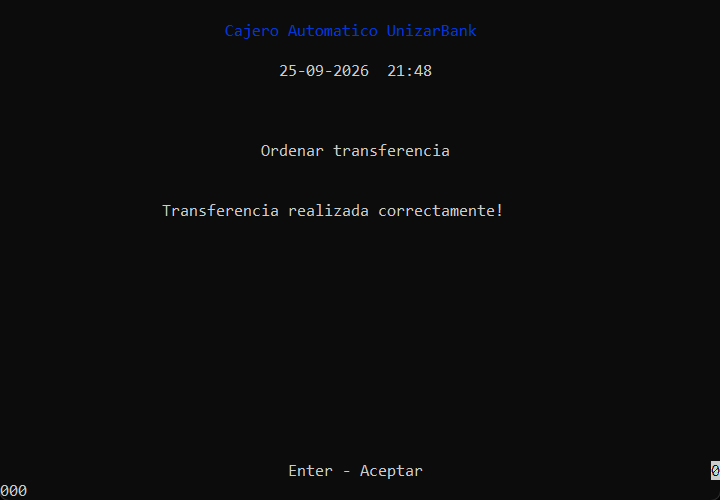 Cajero Automatico UnizarBank
25-09-2026  21:48
Ordenar transferencia
Transferencia realizada correctamente!
Enter - Aceptar
0
000